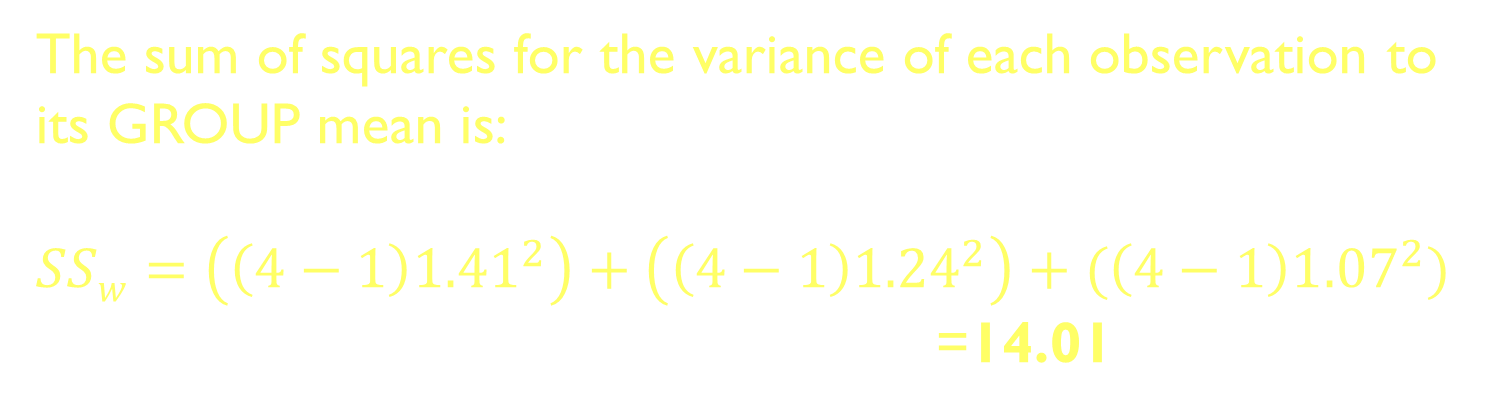 The sum of squares for the variance of each observation to
its GROUP mean is:
𝑆𝑆𝑤 = ((4 − 1)1.41²) + ((4 − 1)1.24²) + ((4 − 1)1.07²)
=14.01